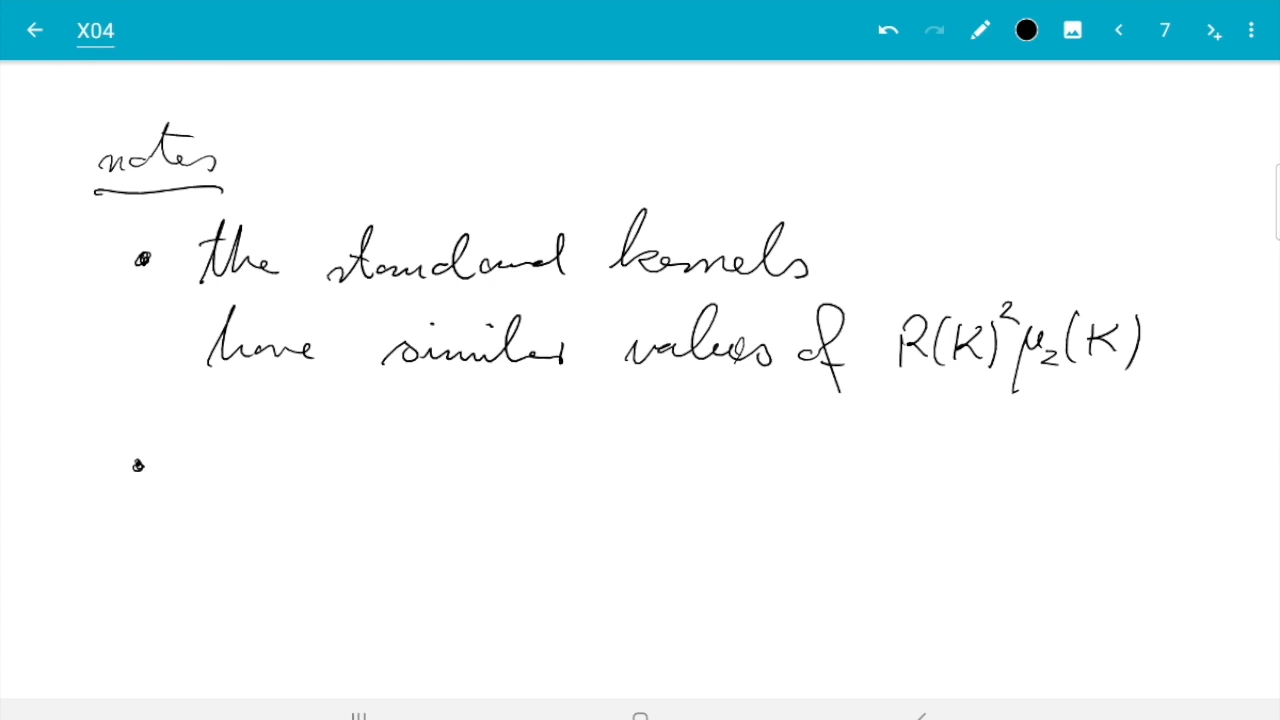 X04
7
notes
• the standard kernels
have similar values of R(K)²μ₂(K)
•